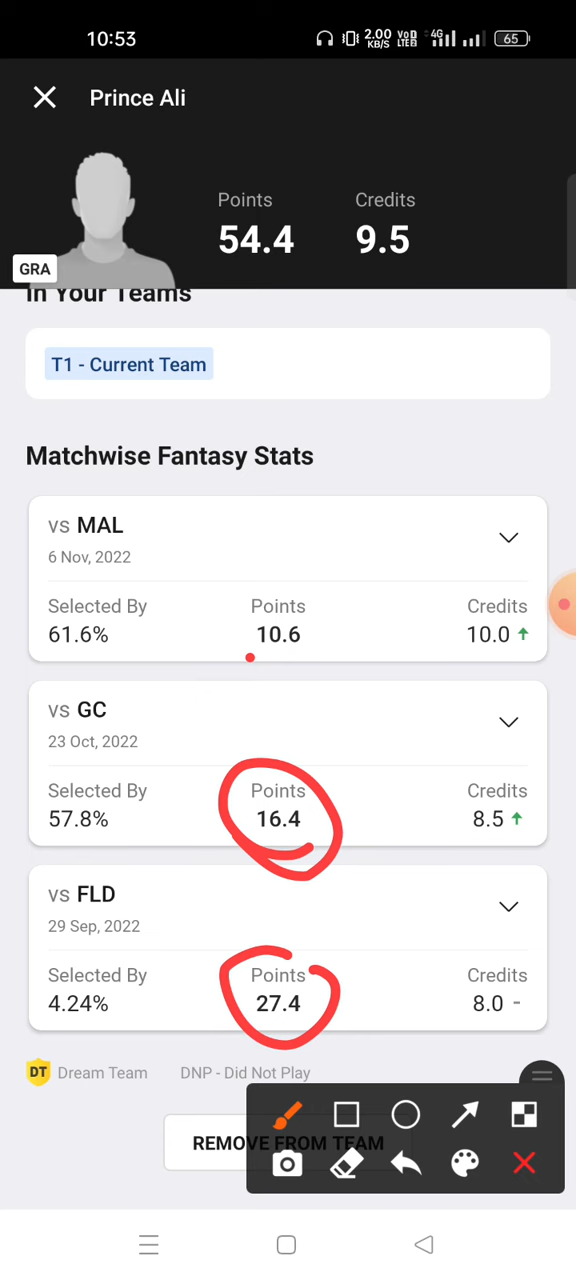 10:53 2.00 KB/S VoD LTE2 4G 65
Prince Ali
Points Credits
54.4 9.5
GRA
In Your Teams
T1 - Current Team
Matchwise Fantasy Stats
vs MAL
6 Nov, 2022
Selected By Points Credits
61.6% 10.6 10.0
vs GC
23 Oct, 2022
Selected By Points Credits
57.8% 16.4 8.5
vs FLD
29 Sep, 2022
Selected By Points Credits
4.24% 27.4 8.0 -
DT Dream Team DNP - Did Not Play
REMOVE FROM TEAM